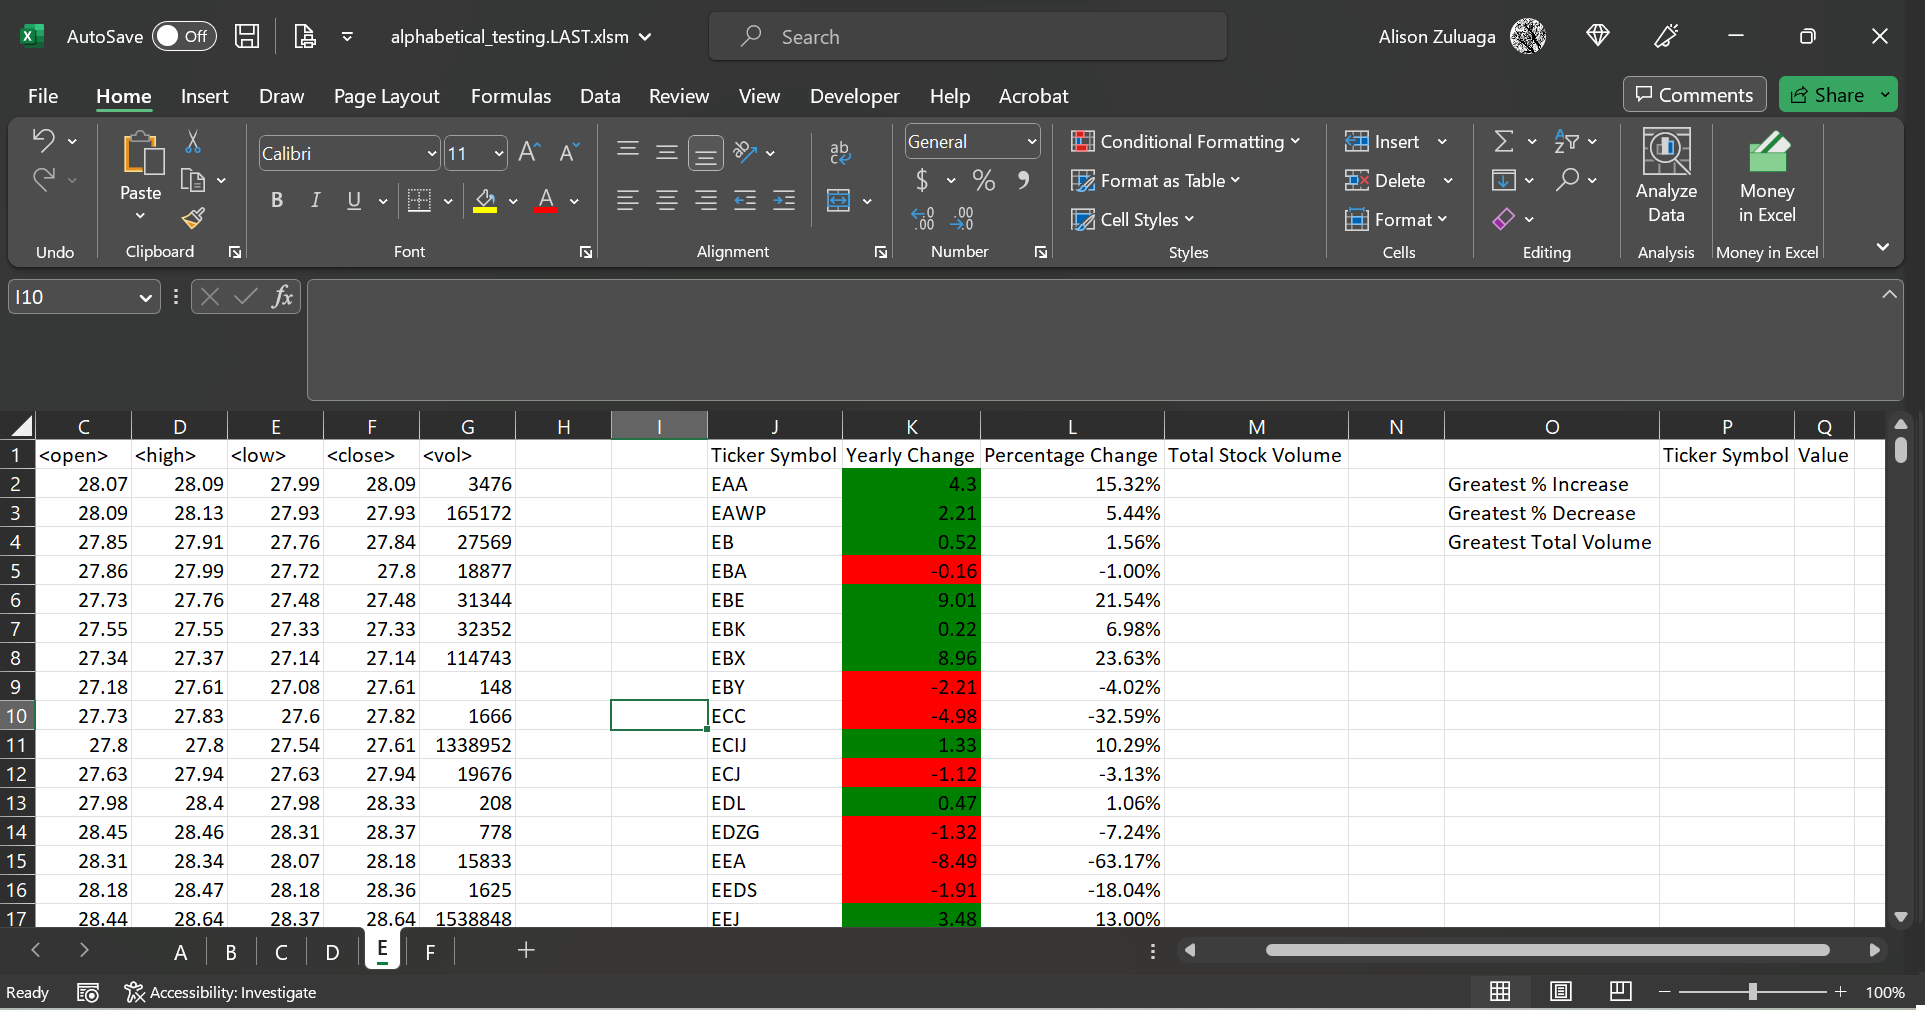 AutoSave Off alphabetical_testing.LAST.xlsm Search Alison Zuluaga
File Home Insert Draw Page Layout Formulas Data Review View Developer Help Acrobat Comments Share
Paste Calibri 11 B I U A General $ % Conditional Formatting Format as Table Cell Styles Insert Delete Format Analyze Data Money in Excel
Undo Clipboard Font Alignment Number Styles Cells Editing Analysis Money in Excel
I10 fx
C D E F G H I J K L M N O P Q
1 <open> <high> <low> <close> <vol> Ticker Symbol Yearly Change Percentage Change Total Stock Volume Ticker Symbol Value
2 28.07 28.09 27.99 28.09 3476 EAA 4.3 15.32% Greatest % Increase
3 28.09 28.13 27.93 27.93 165172 EAWP 2.21 5.44% Greatest % Decrease
4 27.85 27.91 27.76 27.84 27569 EB 0.52 1.56% Greatest Total Volume
5 27.86 27.99 27.72 27.8 18877 EBA -0.16 -1.00%
6 27.73 27.76 27.48 27.48 31344 EBE 9.01 21.54%
7 27.55 27.55 27.33 27.33 32352 EBK 0.22 6.98%
8 27.34 27.37 27.14 27.14 114743 EBX 8.96 23.63%
9 27.18 27.61 27.08 27.61 148 EBY -2.21 -4.02%
10 27.73 27.83 27.6 27.82 1666 ECC -4.98 -32.59%
11 27.8 27.8 27.54 27.61 1338952 ECIJ 1.33 10.29%
12 27.63 27.94 27.63 27.94 19676 ECJ -1.12 -3.13%
13 27.98 28.4 27.98 28.33 208 EDL 0.47 1.06%
14 28.45 28.46 28.31 28.37 778 EDZG -1.32 -7.24%
15 28.31 28.34 28.07 28.18 15833 EEA -8.49 -63.17%
16 28.18 28.47 28.18 28.36 1625 EEDS -1.91 -18.04%
17 28.44 28.64 28.37 28.64 1538848 EEJ 3.48 13.00%
A B C D E F
Ready Accessibility: Investigate 100%